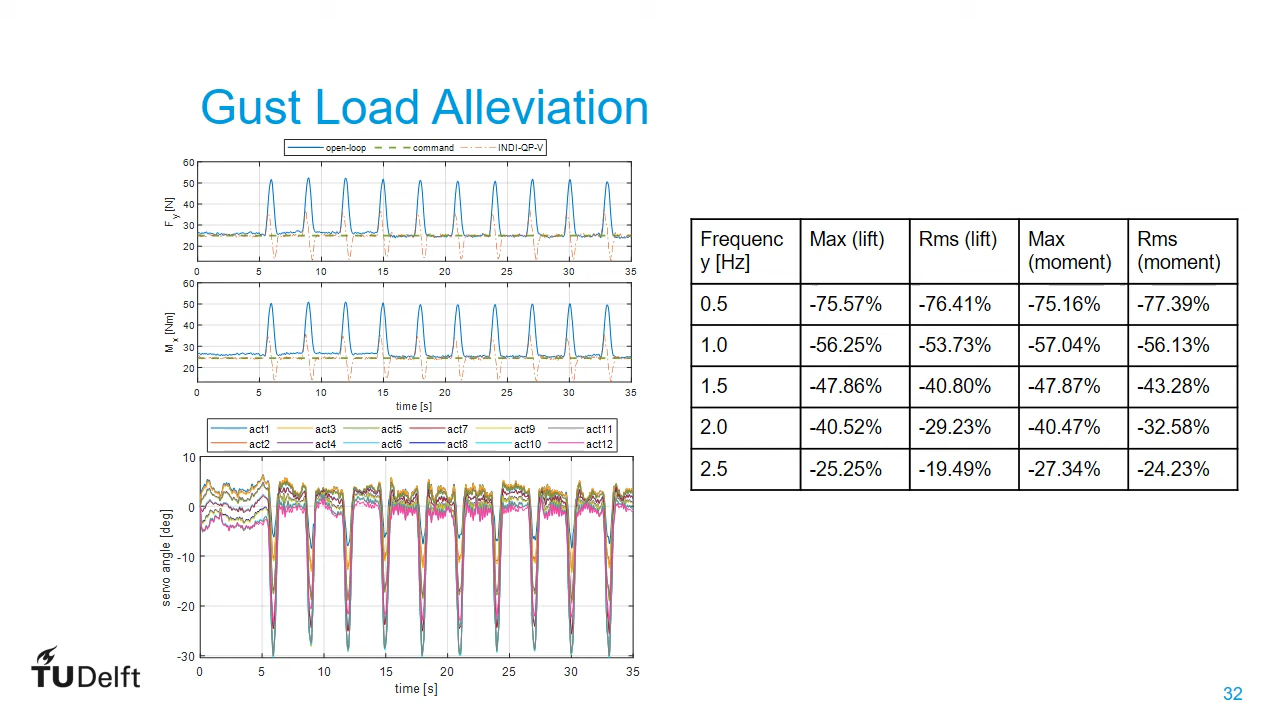 Gust Load Alleviation
open-loop command INDI-QP-V
60
50
40
30
20
F_y [N]
0 5 10 15 20 25 30 35
60
50
40
30
20
M_x [Nm]
0 5 10 15 20 25 30 35
time [s]
act1 act3 act5 act7 act9 act11
act2 act4 act6 act8 act10 act12
10
0
-10
-20
-30
servo angle [deg]
0 5 10 15 20 25 30 35
time [s]
Frequenc Max (lift) Rms (lift) Max Rms
y [Hz] (moment) (moment)
0.5 -75.57% -76.41% -75.16% -77.39%
1.0 -56.25% -53.73% -57.04% -56.13%
1.5 -47.86% -40.80% -47.87% -43.28%
2.0 -40.52% -29.23% -40.47% -32.58%
2.5 -25.25% -19.49% -27.34% -24.23%
TUDelft
32